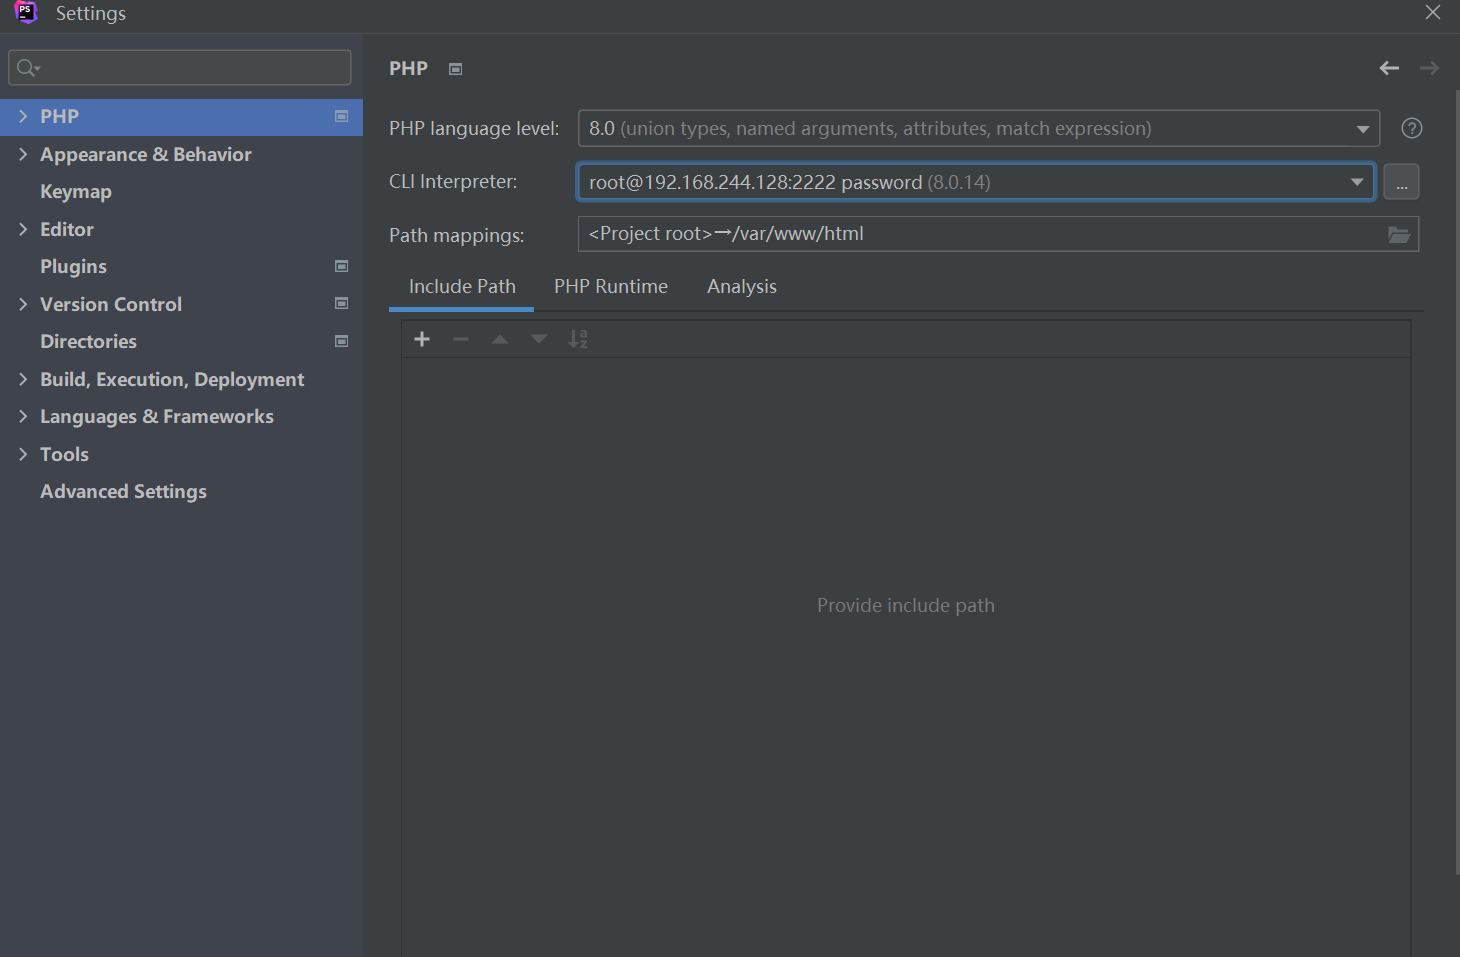 PS Settings
PHP
PHP language level: 8.0 (union types, named arguments, attributes, match expression)
CLI Interpreter: root@192.168.244.128:2222 password (8.0.14) ...
Path mappings: <Project root>→/var/www/html
Include Path PHP Runtime Analysis
Provide include path
PHP
Appearance & Behavior
Keymap
Editor
Plugins
Version Control
Directories
Build, Execution, Deployment
Languages & Frameworks
Tools
Advanced Settings